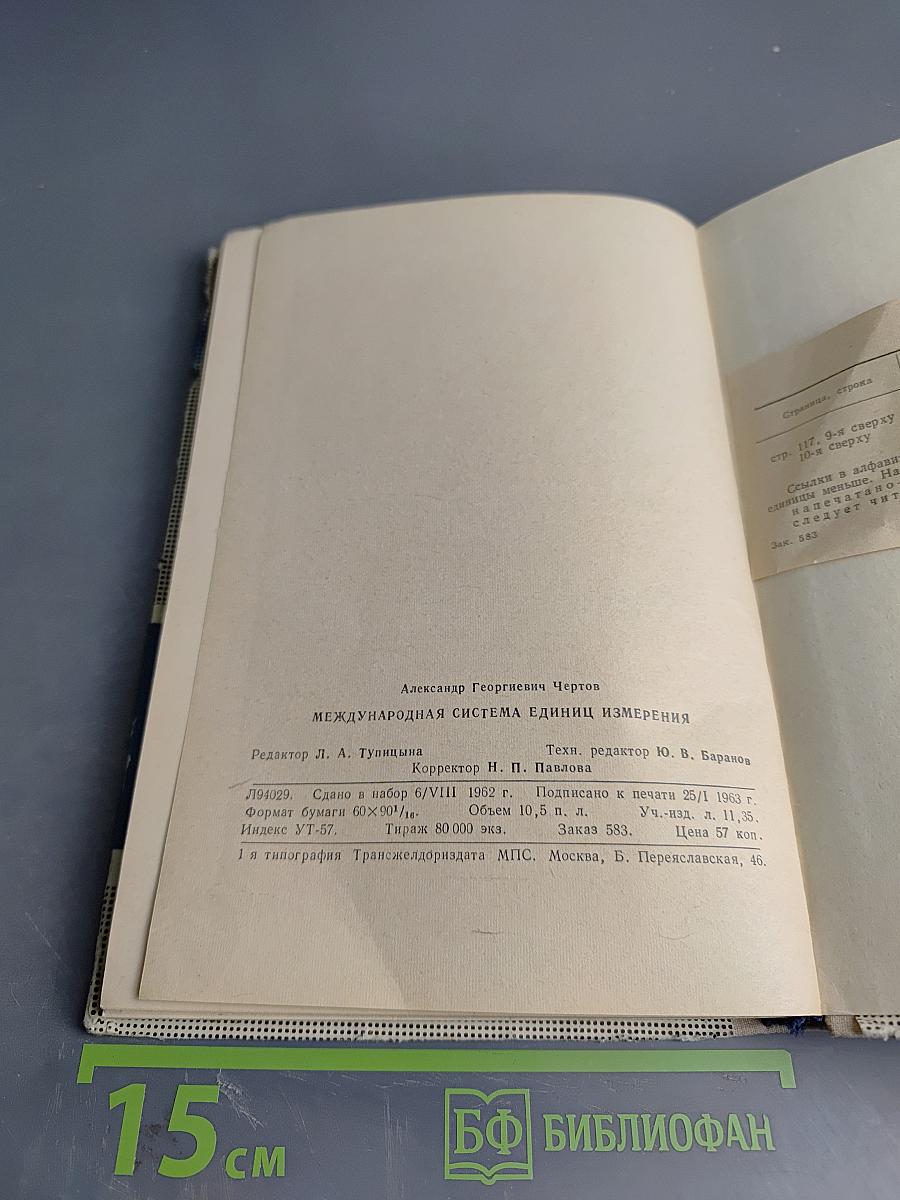 Александр Георгиевич Чертов
МЕЖДУНАРОДНАЯ СИСТЕМА ЕДИНИЦ ИЗМЕРЕНИЯ
Редактор Л. А. Тупицына Техн. редактор Ю. В. Баранов
Корректор Н. П. Павлова
Л94029. Сдано в набор 6/VIII 1962 г. Подписано к печати 25/I 1963 г.
Формат бумаги 60×90¹/₁₆. Объем 10,5 п. л. Уч.-изд. л. 11,35.
Индекс УТ-57. Тираж 80 000 экз. Заказ 583. Цена 57 коп.
1 я типография Трансжелдориздата МПС. Москва, Б. Переяславская, 46.
Страница, строка
стр. 117, 9-я сверху
10-я сверху
Ссылки в алфави
единицы меньше. На
напечатано-
следует чит
Зак. 583
15 см
БФ БИБЛИОФАН